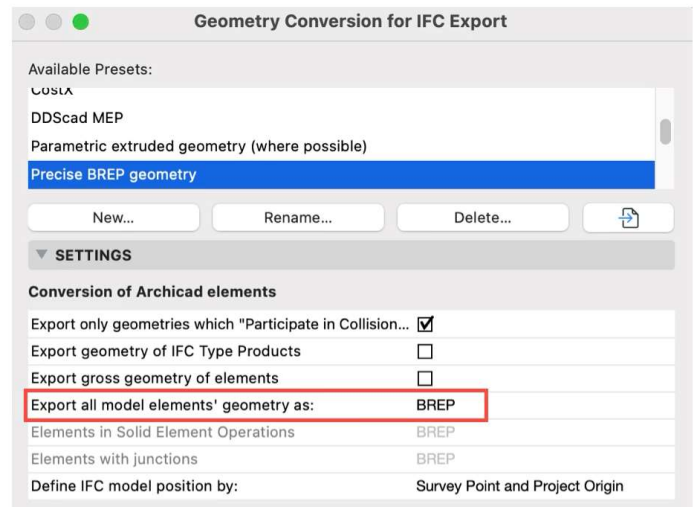 Geometry Conversion for IFC Export
Available Presets:
CostX
DDScad MEP
Parametric extruded geometry (where possible)
Precise BREP geometry
New... Rename... Delete...
SETTINGS
Conversion of Archicad elements
Export only geometries which "Participate in Collision...
Export geometry of IFC Type Products
Export gross geometry of elements
Export all model elements' geometry as: BREP
Elements in Solid Element Operations BREP
Elements with junctions BREP
Define IFC model position by: Survey Point and Project Origin